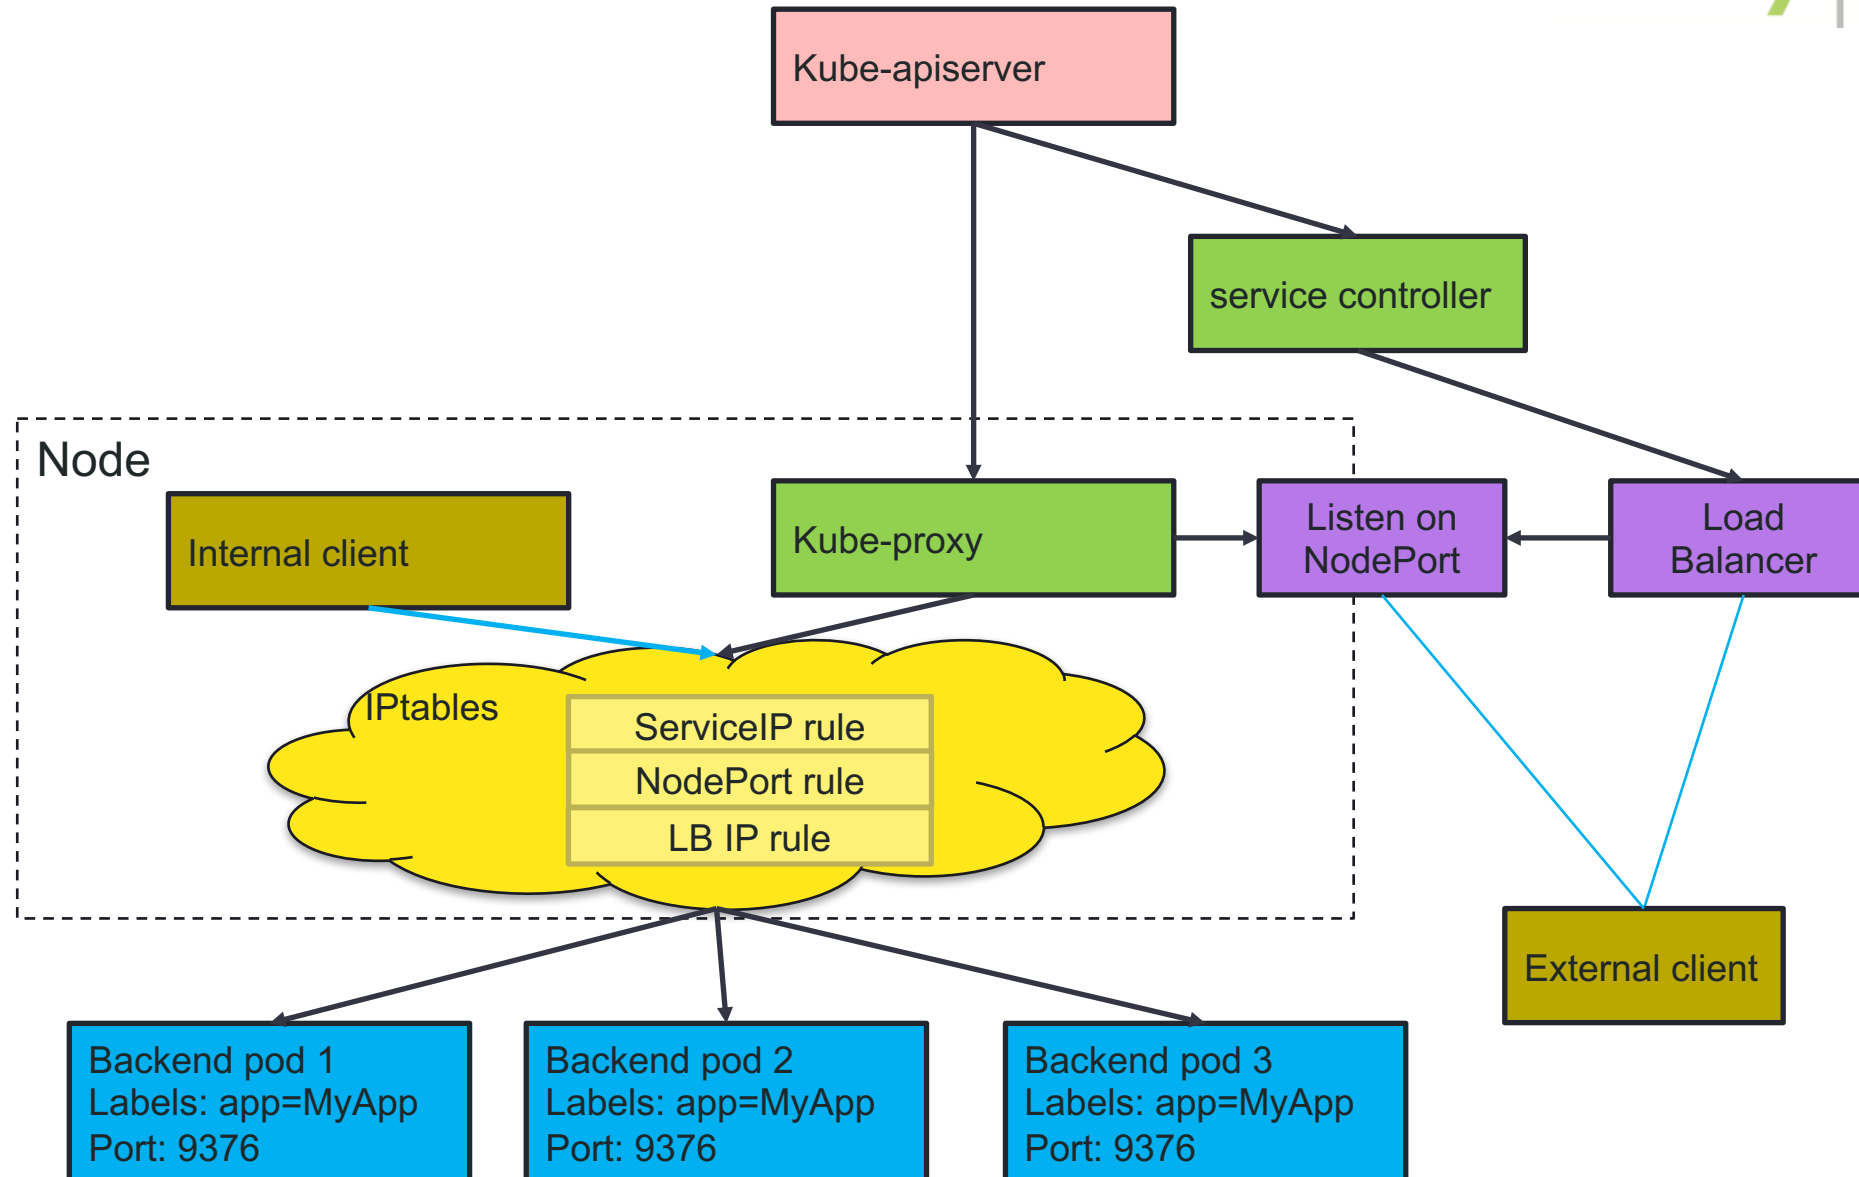 Kube-apiserver
service controller
Node
Internal client
Kube-proxy
Listen on
NodePort
Load
Balancer
IPtables
ServiceIP rule
NodePort rule
LB IP rule
External client
Backend pod 1
Labels: app=MyApp
Port: 9376
Backend pod 2
Labels: app=MyApp
Port: 9376
Backend pod 3
Labels: app=MyApp
Port: 9376